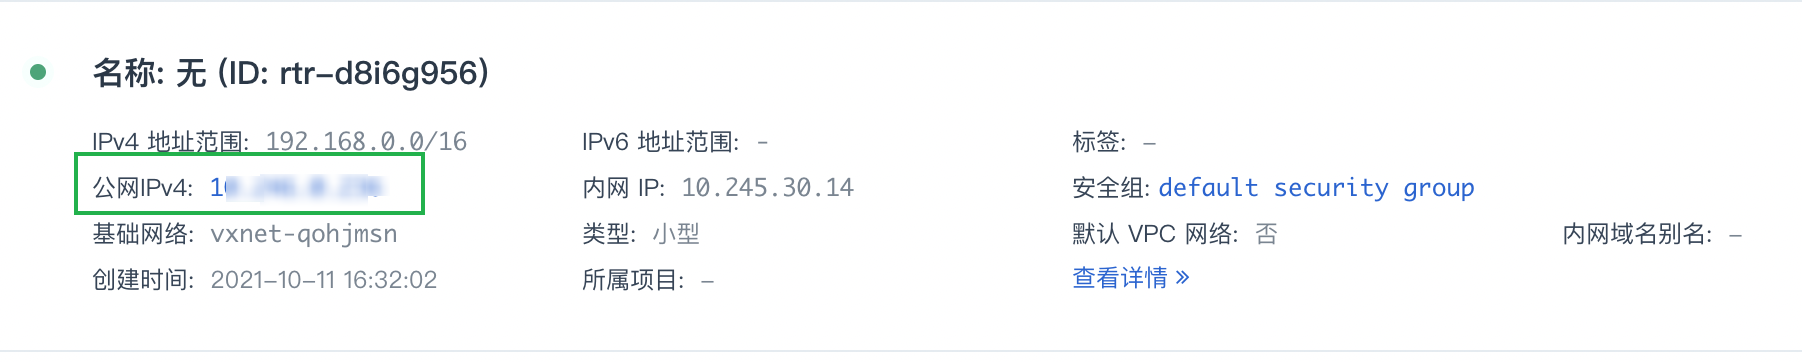 名称: 无 (ID: rtr-d8i6g956)
IPv4 地址范围: 192.168.0.0/16 IPv6 地址范围: - 标签: –
公网IPv4: 内网 IP: 10.245.30.14 安全组: default security group
基础网络: vxnet-qohjmsn 类型: 小型 默认 VPC 网络: 否 内网域名别名: –
创建时间: 2021-10-11 16:32:02 所属项目: – 查看详情 »